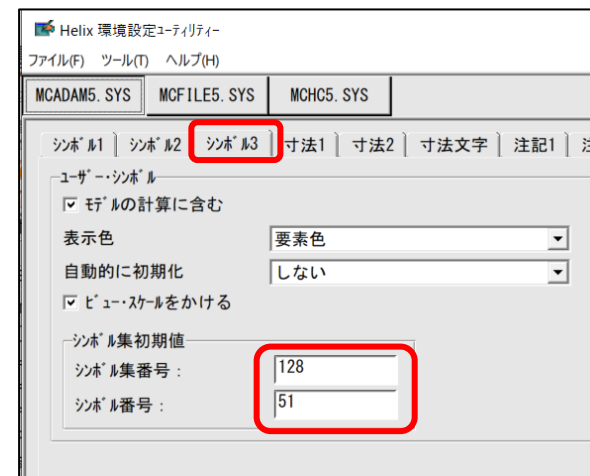 Helix 環境設定ﾕｰﾃｨﾘﾃｨｰ
ﾌｧｲﾙ(F) ﾂｰﾙ(T) ﾍﾙﾌﾟ(H)
MCADAM5.SYS MCFILE5.SYS MCHC5.SYS
ｼﾝﾎﾞﾙ1 ｼﾝﾎﾞﾙ2 ｼﾝﾎﾞﾙ3 寸法1 寸法2 寸法文字 注記1
ﾕｰｻﾞｰ･ｼﾝﾎﾞﾙ
ﾓﾃﾞﾙの計算に含む
表示色 要素色
自動的に初期化 しない
ﾋﾞｭｰ･ｽｹｰﾙをかける
ｼﾝﾎﾞﾙ集初期値
ｼﾝﾎﾞﾙ集番号 : 128
ｼﾝﾎﾞﾙ番号 : 51